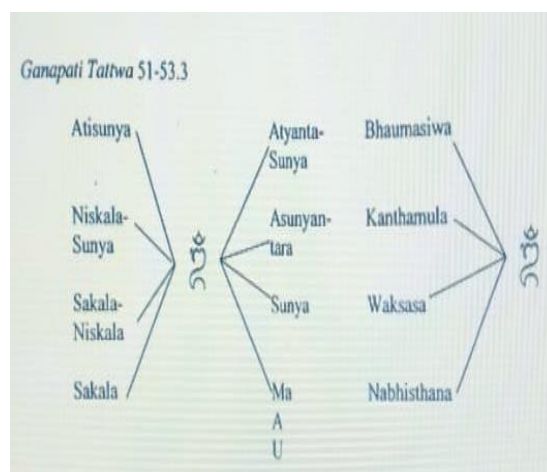 Ganapati Tattwa 51-53.3
Atisunya
Niskala-
Sunya
Sakala-
Niskala
Sakala
Atyanta-
Sunya
Asunyan-
tara
Sunya
Ma
A
U
Bhaumasiwa
Kanthamula
Waksasa
Nabhisthana